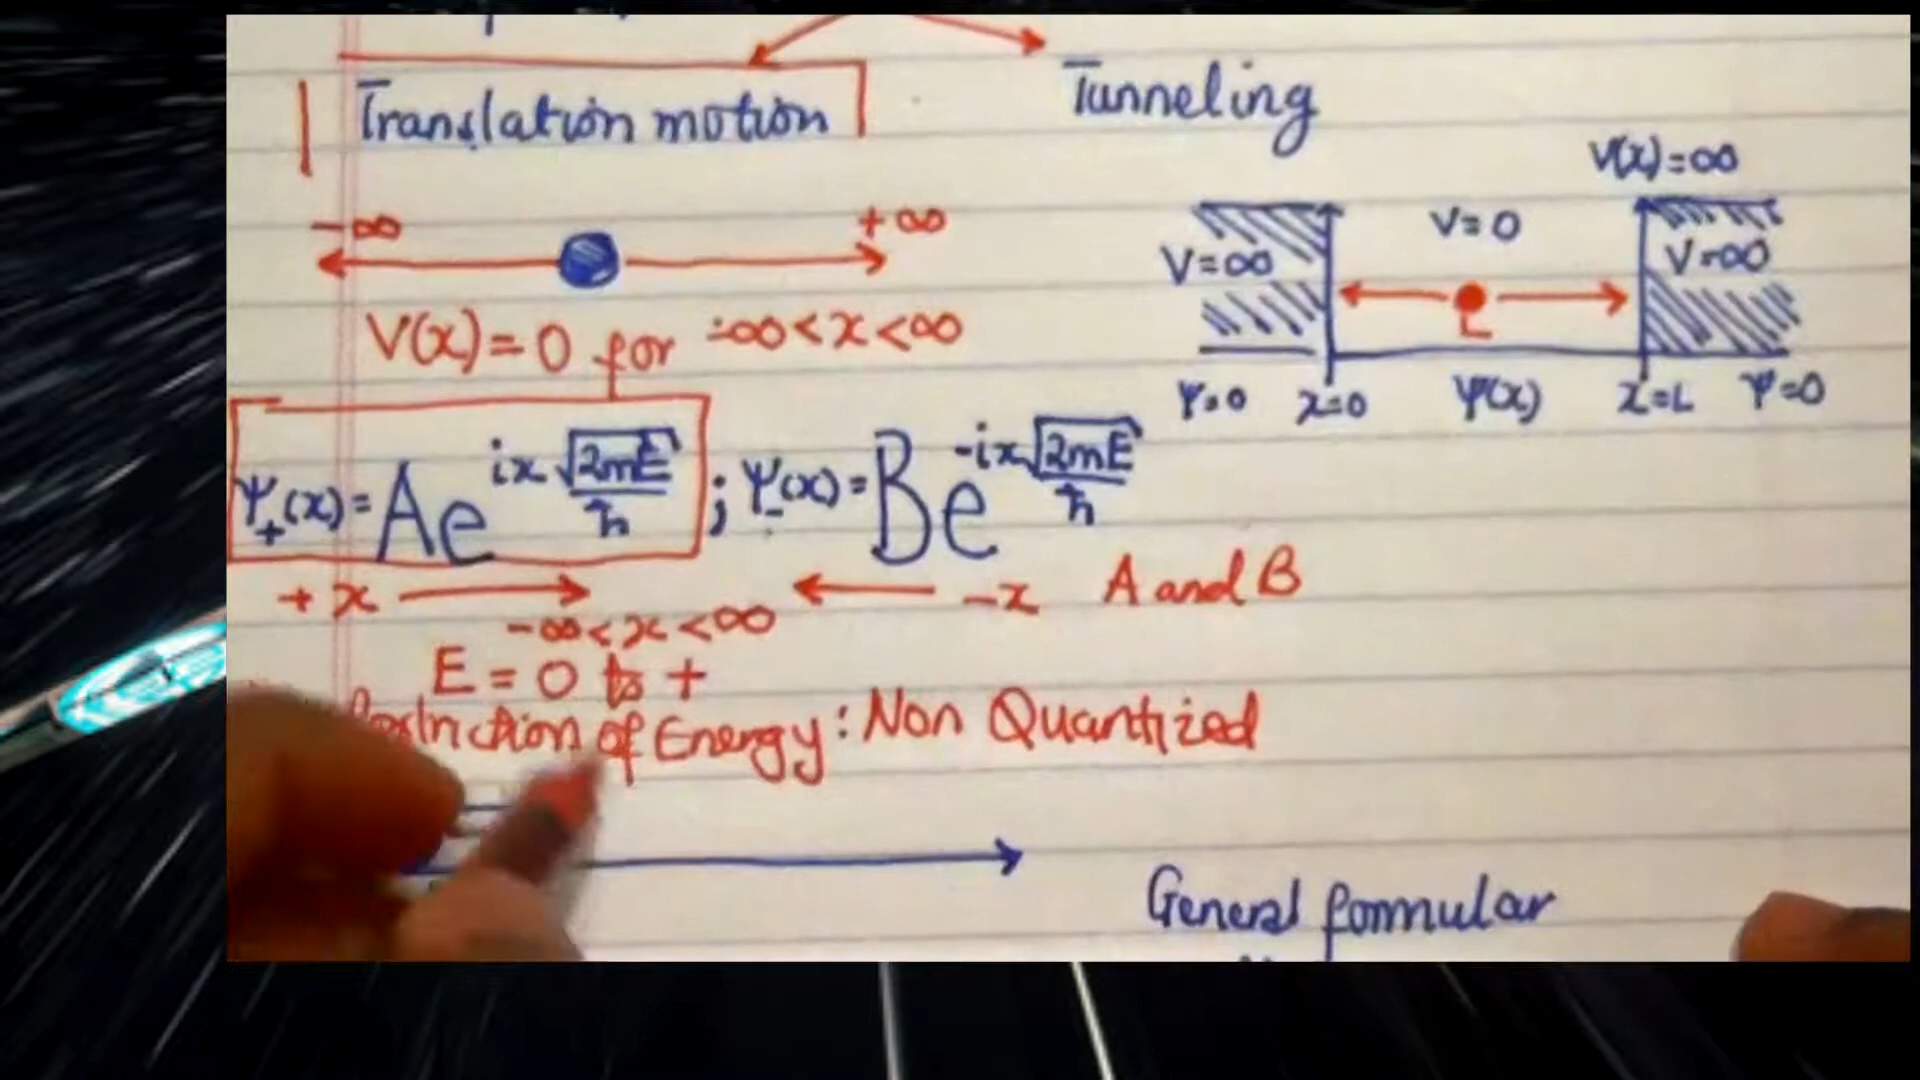 Translation motion
Tunneling
-∞ +∞
V(x)=0 for -∞<x<∞
V(x)=∞
V=∞ V=0 V=∞
L
Ψ=0 x=0 Ψ(x) x=L Ψ=0
Ψ₊(x)=Ae^{ix√(2mE)/ħ} ; Ψ₋(x)=Be^{-ix√(2mE)/ħ}
+x -x A and B
-∞<x<∞
E=0 to +
of Energy: Non Quantized
General formular